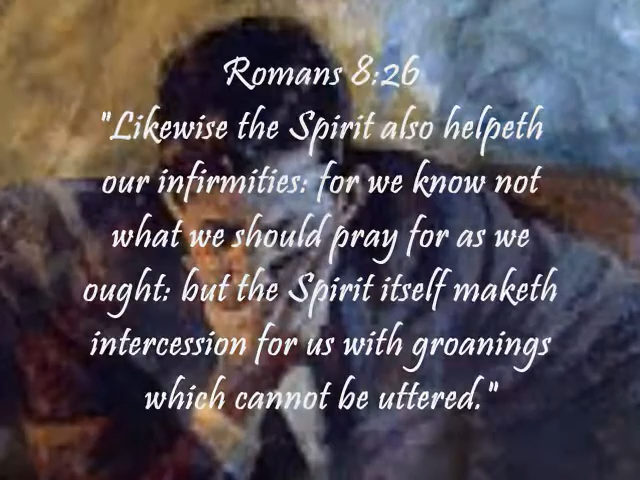 Romans 8:26
"Likewise the Spirit also helpeth
our infirmities: for we know not
what we should pray for as we
ought: but the Spirit itself maketh
intercession for us with groanings
which cannot be uttered."